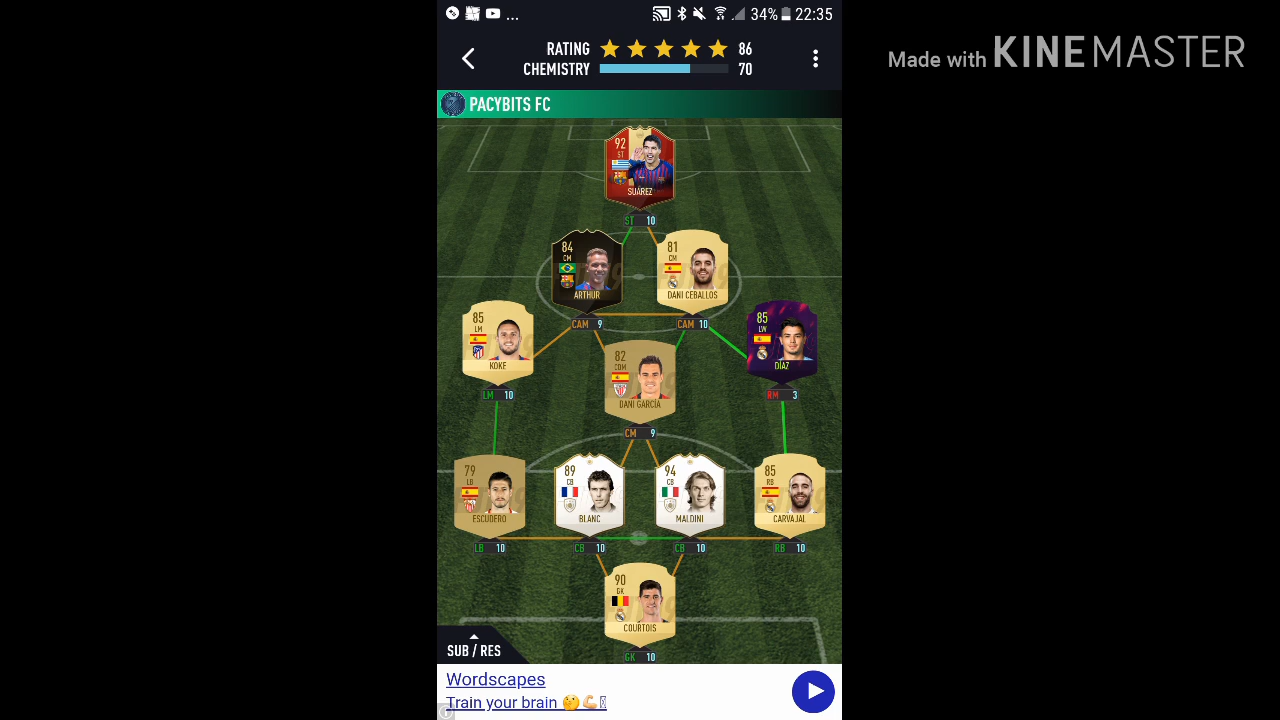 ... 34% 22:35
RATING 86
CHEMISTRY 70
Made with KINEMASTER
PACYBITS FC
92
ST
SUÁREZ
ST 10
84
CM
ARTHUR
81
CM
DANI CEBALLOS
CAM 9
CAM 10
85
LM
KOKE
85
LW
DÍAZ
82
CDM
DANI GARCÍA
LM 10
RM 3
CM 9
79
LB
ESCUDERO
89
CB
BLANC
94
CB
MALDINI
85
RB
CARVAJAL
LB 10
CB 10
CB 10
RB 10
90
GK
COURTOIS
GK 10
SUB / RES
Wordscapes
Train your brain 🤔💪🏻